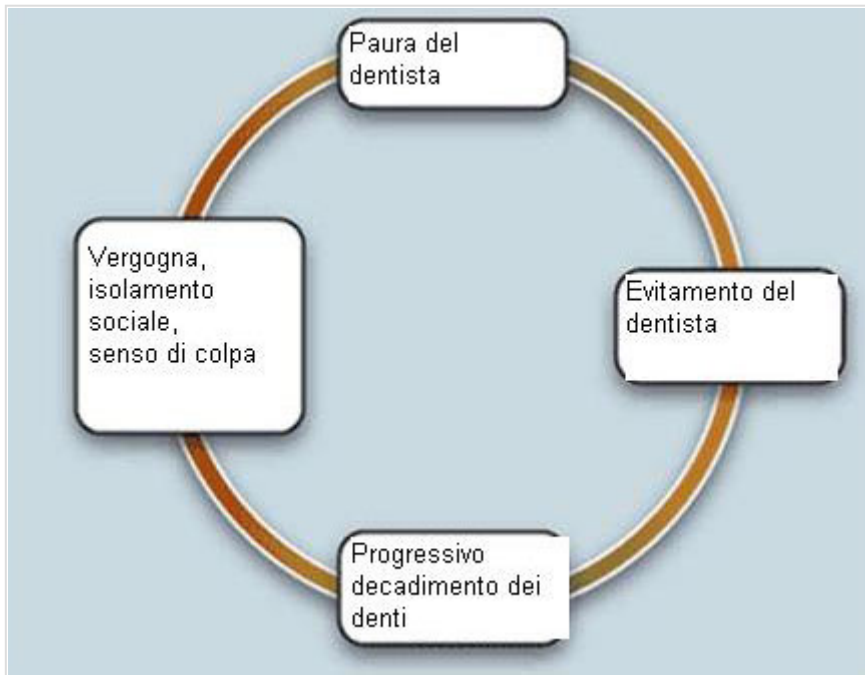 Paura del
dentista
Evitamento del
dentista
Progressivo
decadimento dei
denti
Vergogna,
isolamento
sociale,
senso di colpa